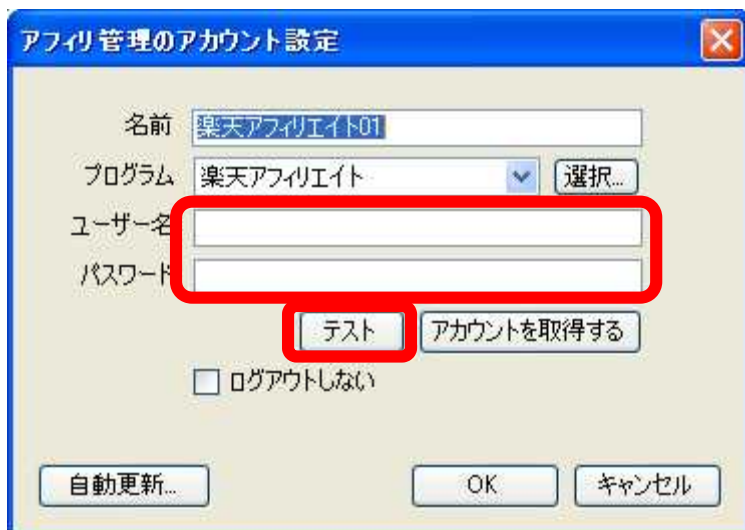 アフィリ管理のアカウント設定
名前 楽天アフィリエイト01
プログラム 楽天アフィリエイト 選択...
ユーザー名
パスワード
テスト アカウントを取得する
ログアウトしない
自動更新... OK キャンセル